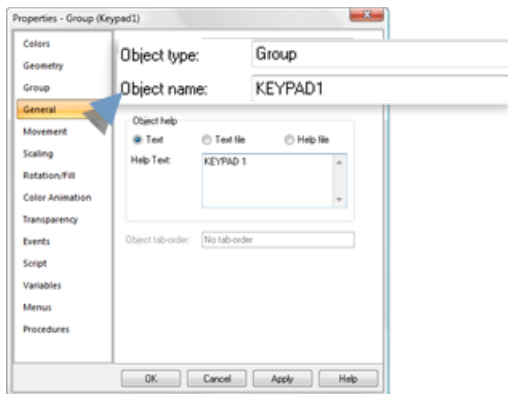 Properties - Group (Keypad1)
Colors
Geometry
Group
General
Movement
Scaling
Rotation/Fill
Color Animation
Transparency
Events
Script
Variables
Menus
Procedures
Object type: Group
Object name: KEYPAD1
Object help
Text Text file Help file
Help Text: KEYPAD 1
Object tab-order: No tab-order
OK Cancel Apply Help